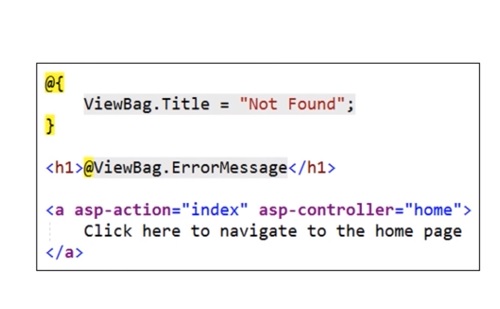 @{
    ViewBag.Title = "Not Found";
}
<h1>@ViewBag.ErrorMessage</h1>
<a asp-action="index" asp-controller="home">
    Click here to navigate to the home page
</a>